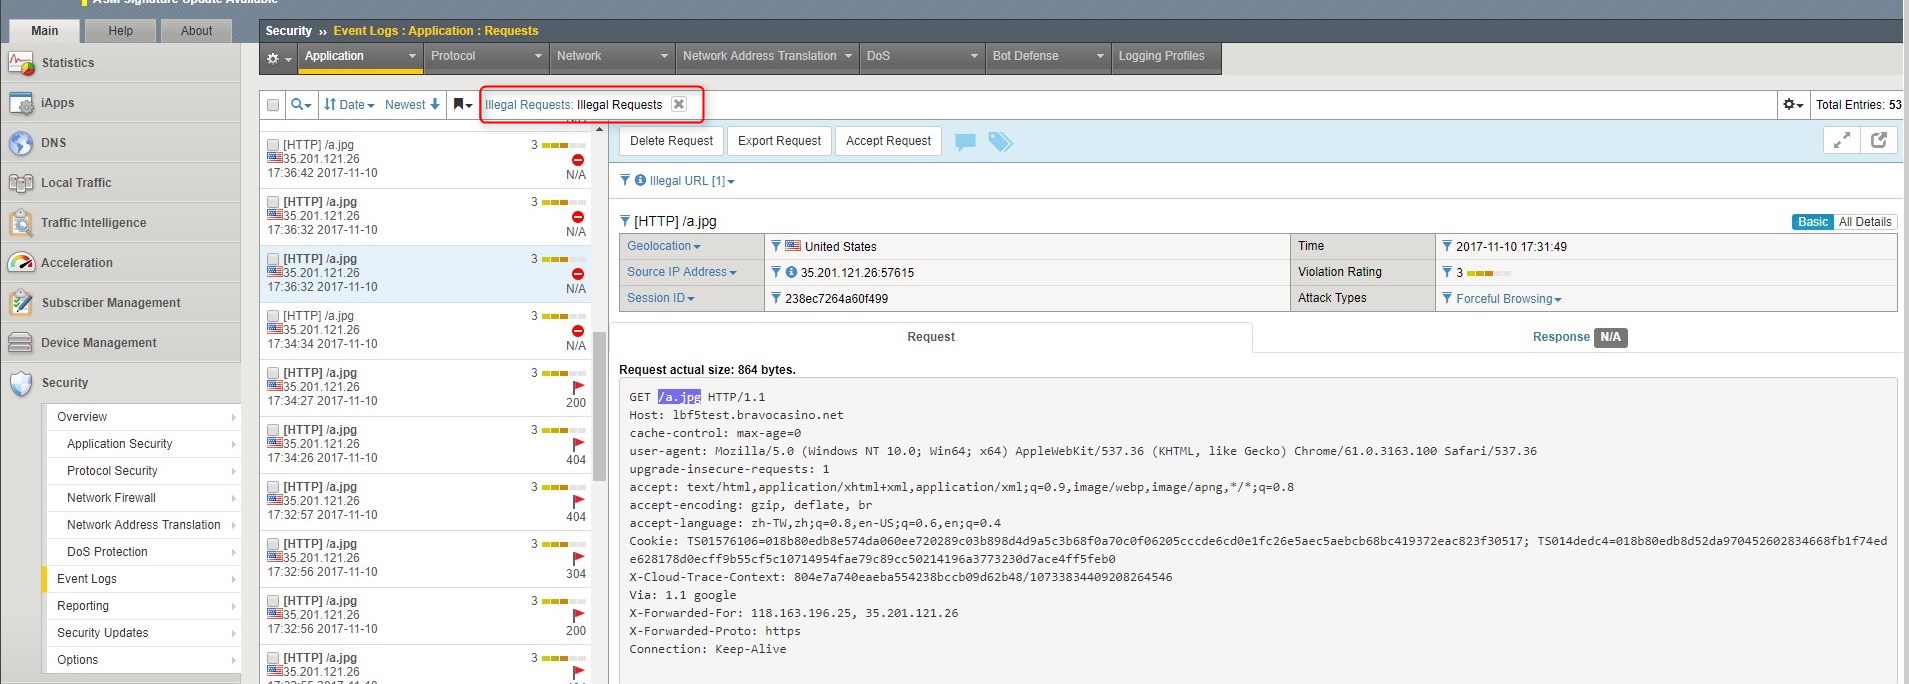 ASM Signature Update Available
Main
Help
About
Security ›› Event Logs : Application : Requests
Application
Protocol
Network
Network Address Translation
DoS
Bot Defense
Logging Profiles
Statistics
iApps
DNS
Local Traffic
Traffic Intelligence
Acceleration
Subscriber Management
Device Management
Security
Overview
Application Security
Protocol Security
Network Firewall
Network Address Translation
DoS Protection
Event Logs
Reporting
Security Updates
Options
Date
Newest
Illegal Requests: Illegal Requests
Total Entries: 53
N/A
[HTTP] /a.jpg 3
35.201.121.26
17:36:42 2017-11-10 N/A
[HTTP] /a.jpg 3
35.201.121.26
17:36:32 2017-11-10 N/A
[HTTP] /a.jpg 3
35.201.121.26
17:36:32 2017-11-10 N/A
[HTTP] /a.jpg 3
35.201.121.26
17:34:34 2017-11-10 N/A
[HTTP] /a.jpg 3
35.201.121.26
17:34:27 2017-11-10 200
[HTTP] /a.jpg 3
35.201.121.26
17:34:26 2017-11-10 404
[HTTP] /a.jpg 3
35.201.121.26
17:32:57 2017-11-10 404
[HTTP] /a.jpg 3
35.201.121.26
17:32:56 2017-11-10 304
[HTTP] /a.jpg 3
35.201.121.26
17:32:56 2017-11-10 200
[HTTP] /a.jpg 3
35.201.121.26
17:32:55 2017-11-10
Delete Request
Export Request
Accept Request
Illegal URL [1]
[HTTP] /a.jpg
Basic All Details
Geolocation United States
Time 2017-11-10 17:31:49
Source IP Address 35.201.121.26:57615
Violation Rating 3
Session ID 238ec7264a60f499
Attack Types Forceful Browsing
Request
Response N/A
Request actual size: 864 bytes.
GET /a.jpg HTTP/1.1
Host: lbf5test.bravocasino.net
cache-control: max-age=0
user-agent: Mozilla/5.0 (Windows NT 10.0; Win64; x64) AppleWebKit/537.36 (KHTML, like Gecko) Chrome/61.0.3163.100 Safari/537.36
upgrade-insecure-requests: 1
accept: text/html,application/xhtml+xml,application/xml;q=0.9,image/webp,image/apng,*/*;q=0.8
accept-encoding: gzip, deflate, br
accept-language: zh-TW,zh;q=0.8,en-US;q=0.6,en;q=0.4
Cookie: TS01576106=018b80edb8e574da060ee720289c03b898d4d9a5c3b68f0a70c0f06205cccde6cd0e1fc26e5aec5aebcb68bc419372eac823f30517; TS014dedc4=018b80edb8d52da970452602834668fb1f74ed
e628178d0ecff9b55cf5c10714954fae79c89cc50214196a3773230d7ace4ff5feb0
X-Cloud-Trace-Context: 804e7a740eaeba554238bccb09d62b48/10733834409208264546
Via: 1.1 google
X-Forwarded-For: 118.163.196.25, 35.201.121.26
X-Forwarded-Proto: https
Connection: Keep-Alive